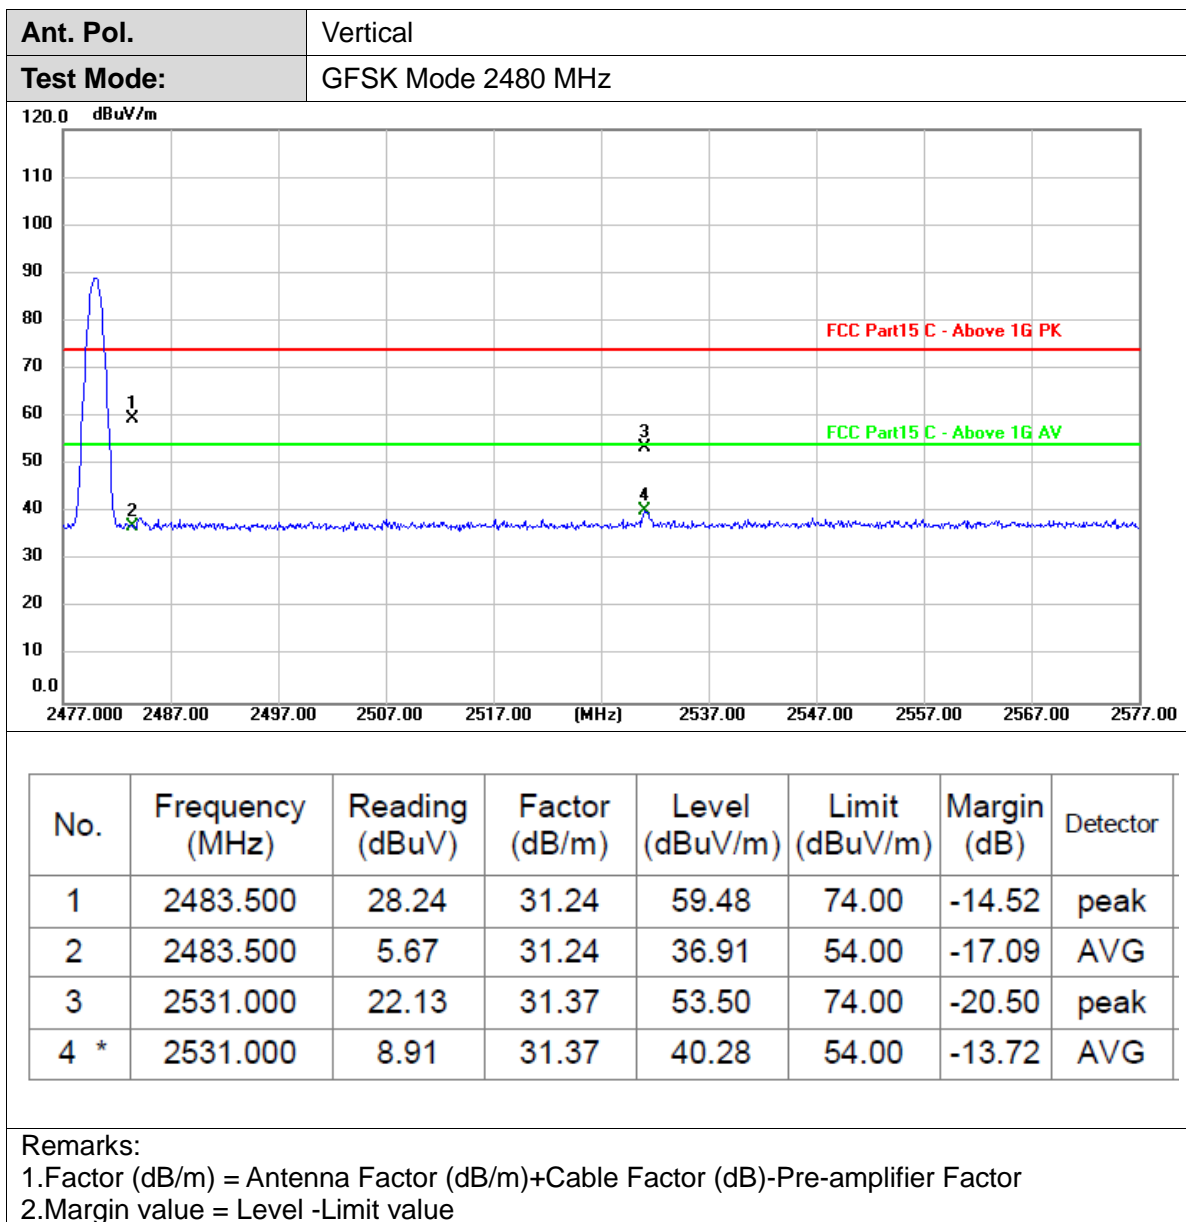 Ant. Pol. Vertical
Test Mode: GFSK Mode 2480 MHz
120.0 dBuV/m
110
100
90
80
FCC Part15 C - Above 1G PK
70
1
60
3
FCC Part15 C - Above 1G AV
50
4
40
2
30
20
10
0.0
2477.000 2487.00 2497.00 2507.00 2517.00 (MHz) 2537.00 2547.00 2557.00 2567.00 2577.00
No. Frequency (MHz) Reading (dBuV) Factor (dB/m) Level (dBuV/m) Limit (dBuV/m) Margin (dB) Detector
1 2483.500 28.24 31.24 59.48 74.00 -14.52 peak
2 2483.500 5.67 31.24 36.91 54.00 -17.09 AVG
3 2531.000 22.13 31.37 53.50 74.00 -20.50 peak
4 * 2531.000 8.91 31.37 40.28 54.00 -13.72 AVG
Remarks:
1.Factor (dB/m) = Antenna Factor (dB/m)+Cable Factor (dB)-Pre-amplifier Factor
2.Margin value = Level -Limit value